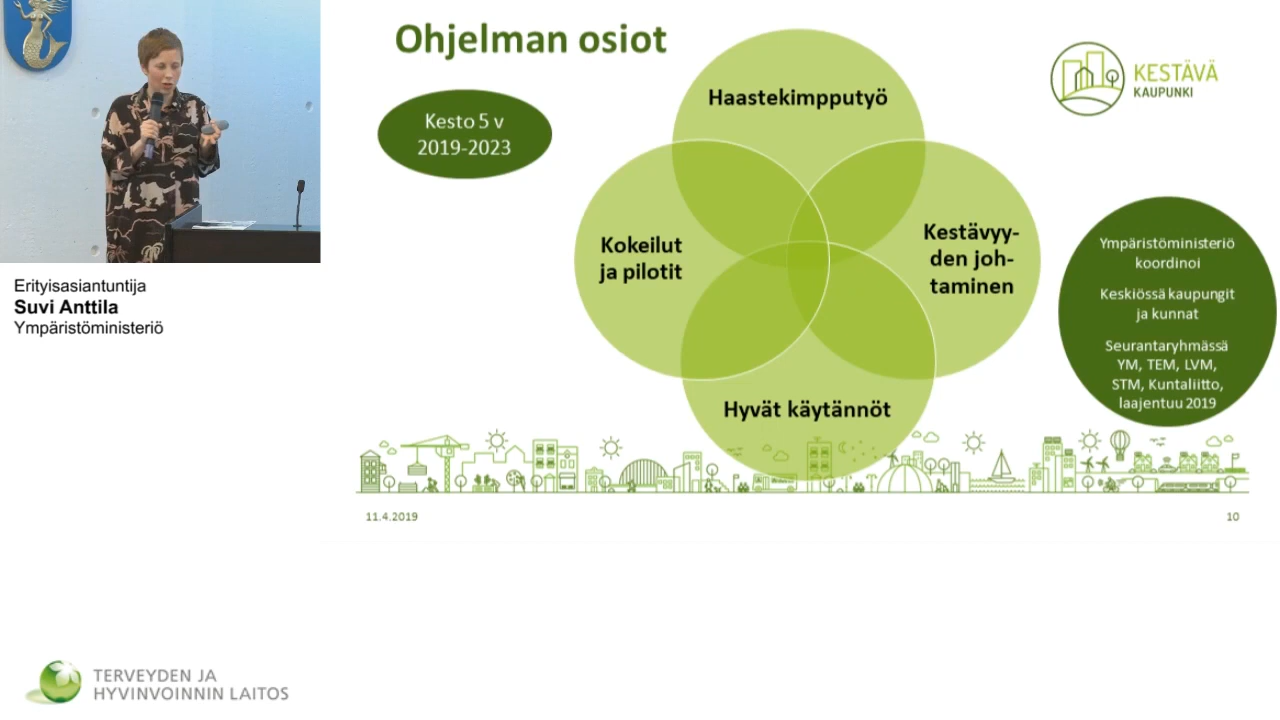 Ohjelman osiot
KESTÄVÄ
KAUPUNKI
Kesto 5 v
2019-2023
Haastekimpputyö
Kokeilut
ja pilotit
Kestävyy-
den joh-
taminen
Hyvät käytännöt
Ympäristöministeriö
koordinoi
Keskiössä kaupungit
ja kunnat
Seurantaryhmässä
YM, TEM, LVM,
STM, Kuntaliitto,
laajentuu 2019
11.4.2019
10
Erityisasiantuntija
Suvi Anttila
Ympäristöministeriö
TERVEYDEN JA
HYVINVOINNIN LAITOS